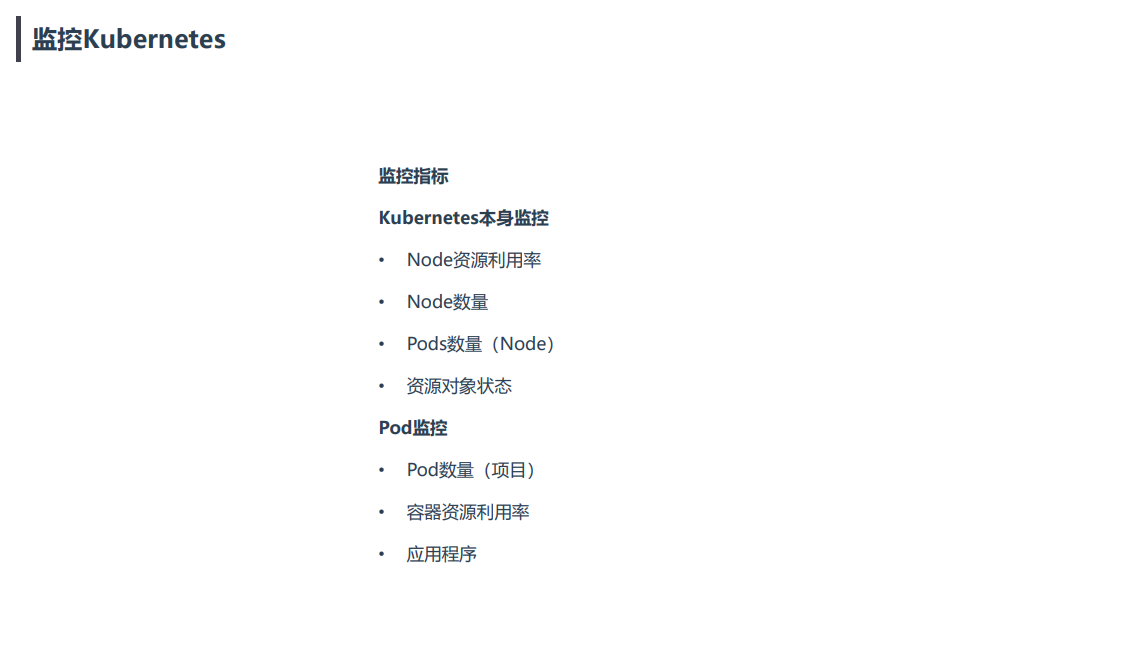 监控Kubernetes
监控指标
Kubernetes本身监控
• Node资源利用率
• Node数量
• Pods数量（Node）
• 资源对象状态
Pod监控
• Pod数量（项目）
• 容器资源利用率
• 应用程序